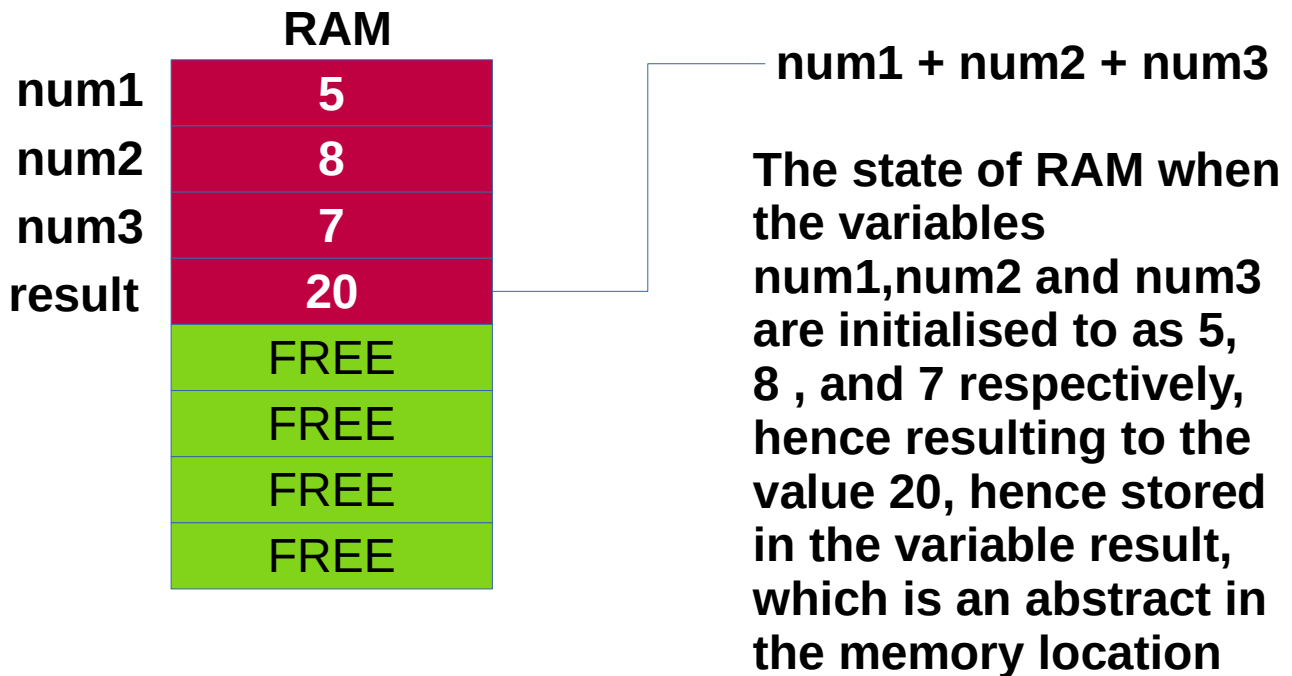 RAM
num1 5
num2 8
num3 7
result 20
FREE
FREE
FREE
FREE
num1 + num2 + num3
The state of RAM when
the variables
num1,num2 and num3
are initialised to as 5,
8 , and 7 respectively,
hence resulting to the
value 20, hence stored
in the variable result,
which is an abstract in
the memory location